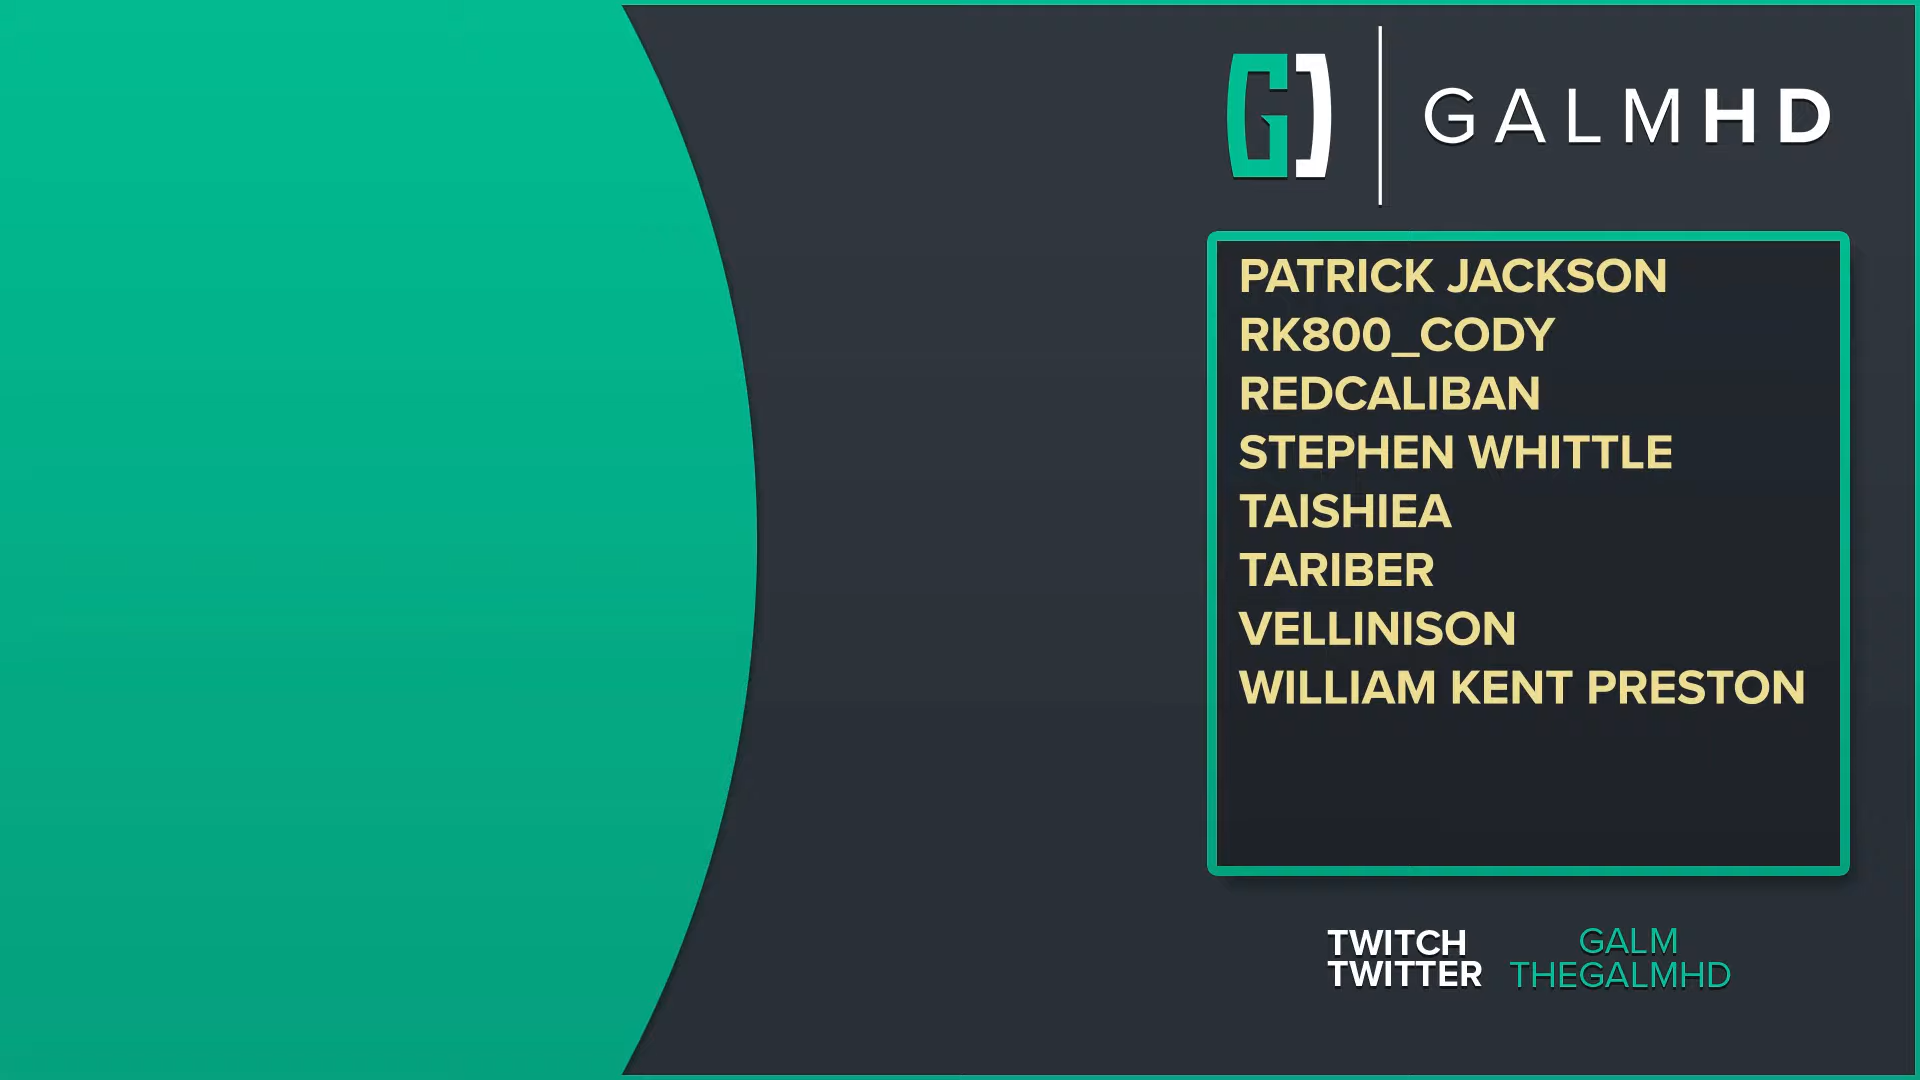 GALMHD
PATRICK JACKSON
RK800_CODY
REDCALIBAN
STEPHEN WHITTLE
TAISHIEA
TARIBER
VELLINISON
WILLIAM KENT PRESTON
TWITCH GALM
TWITTER THEGALMHD